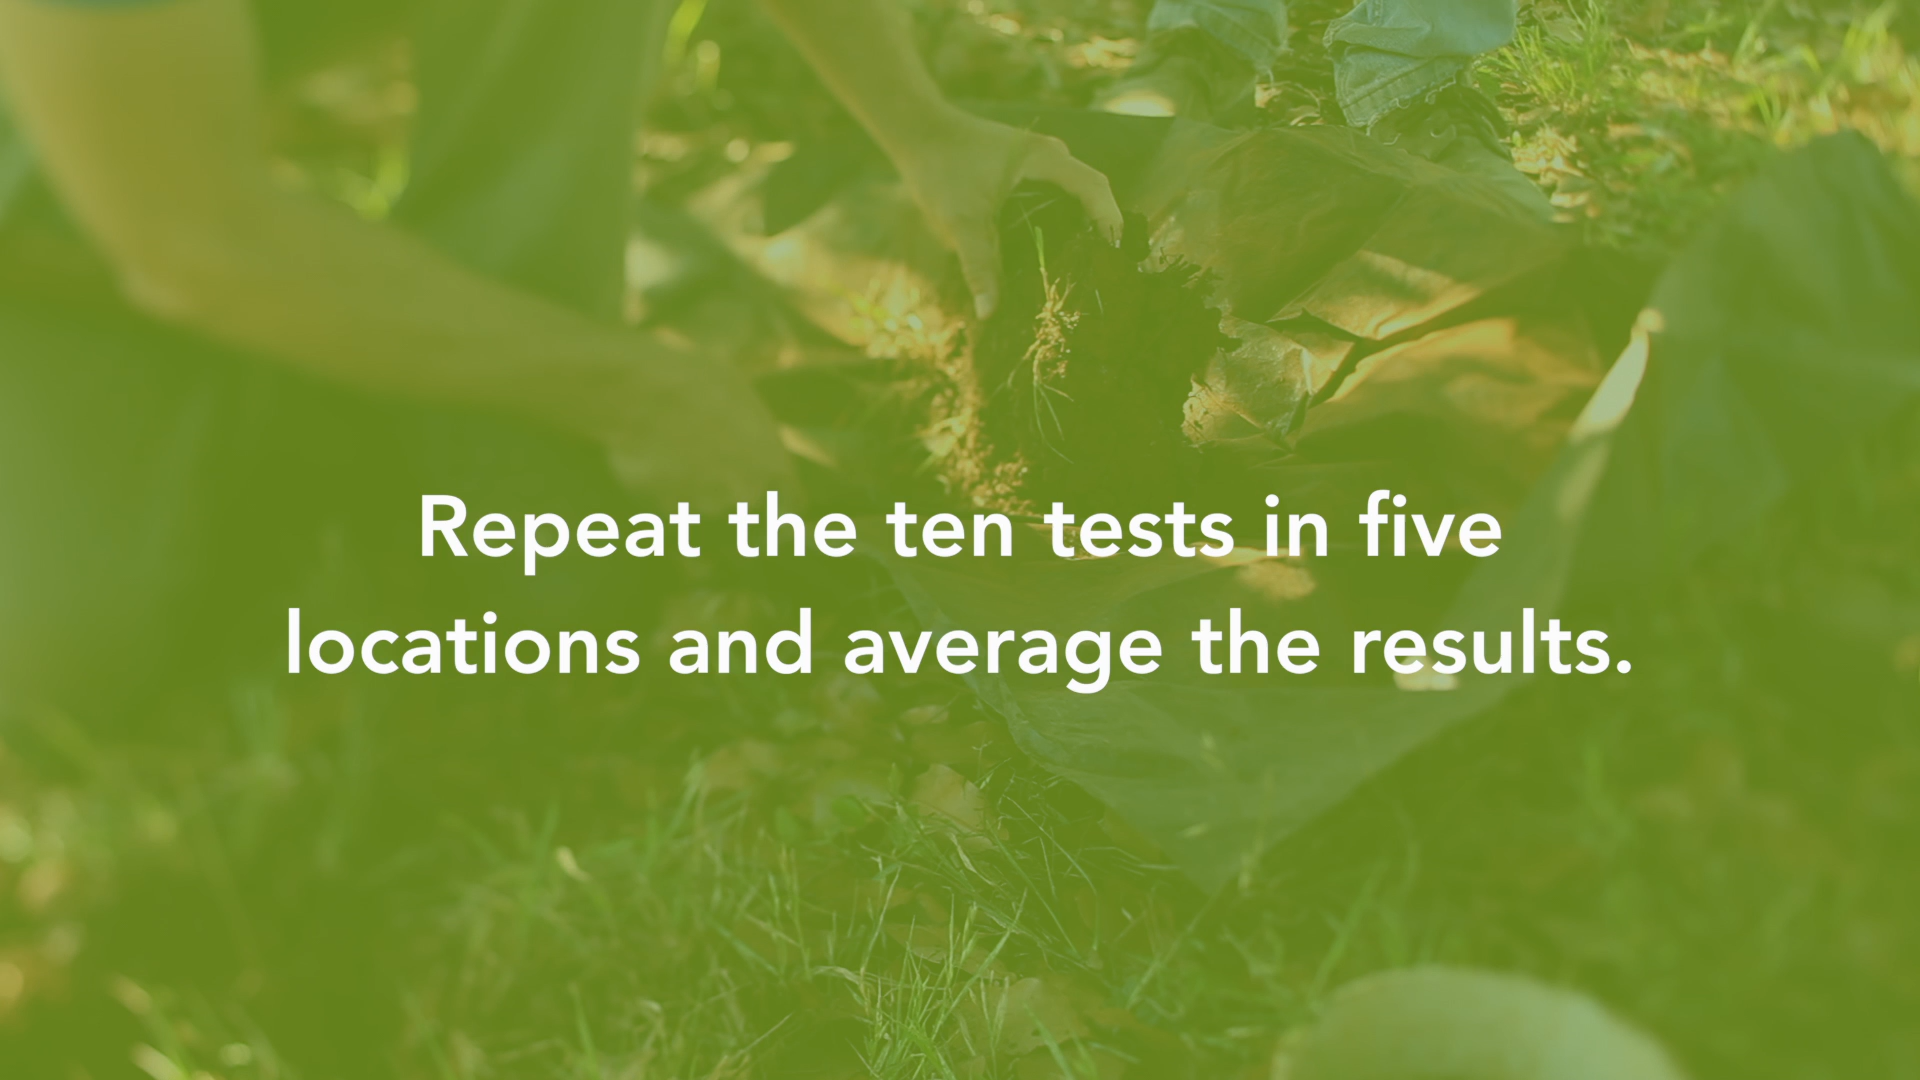 Repeat the ten tests in five
locations and average the results.